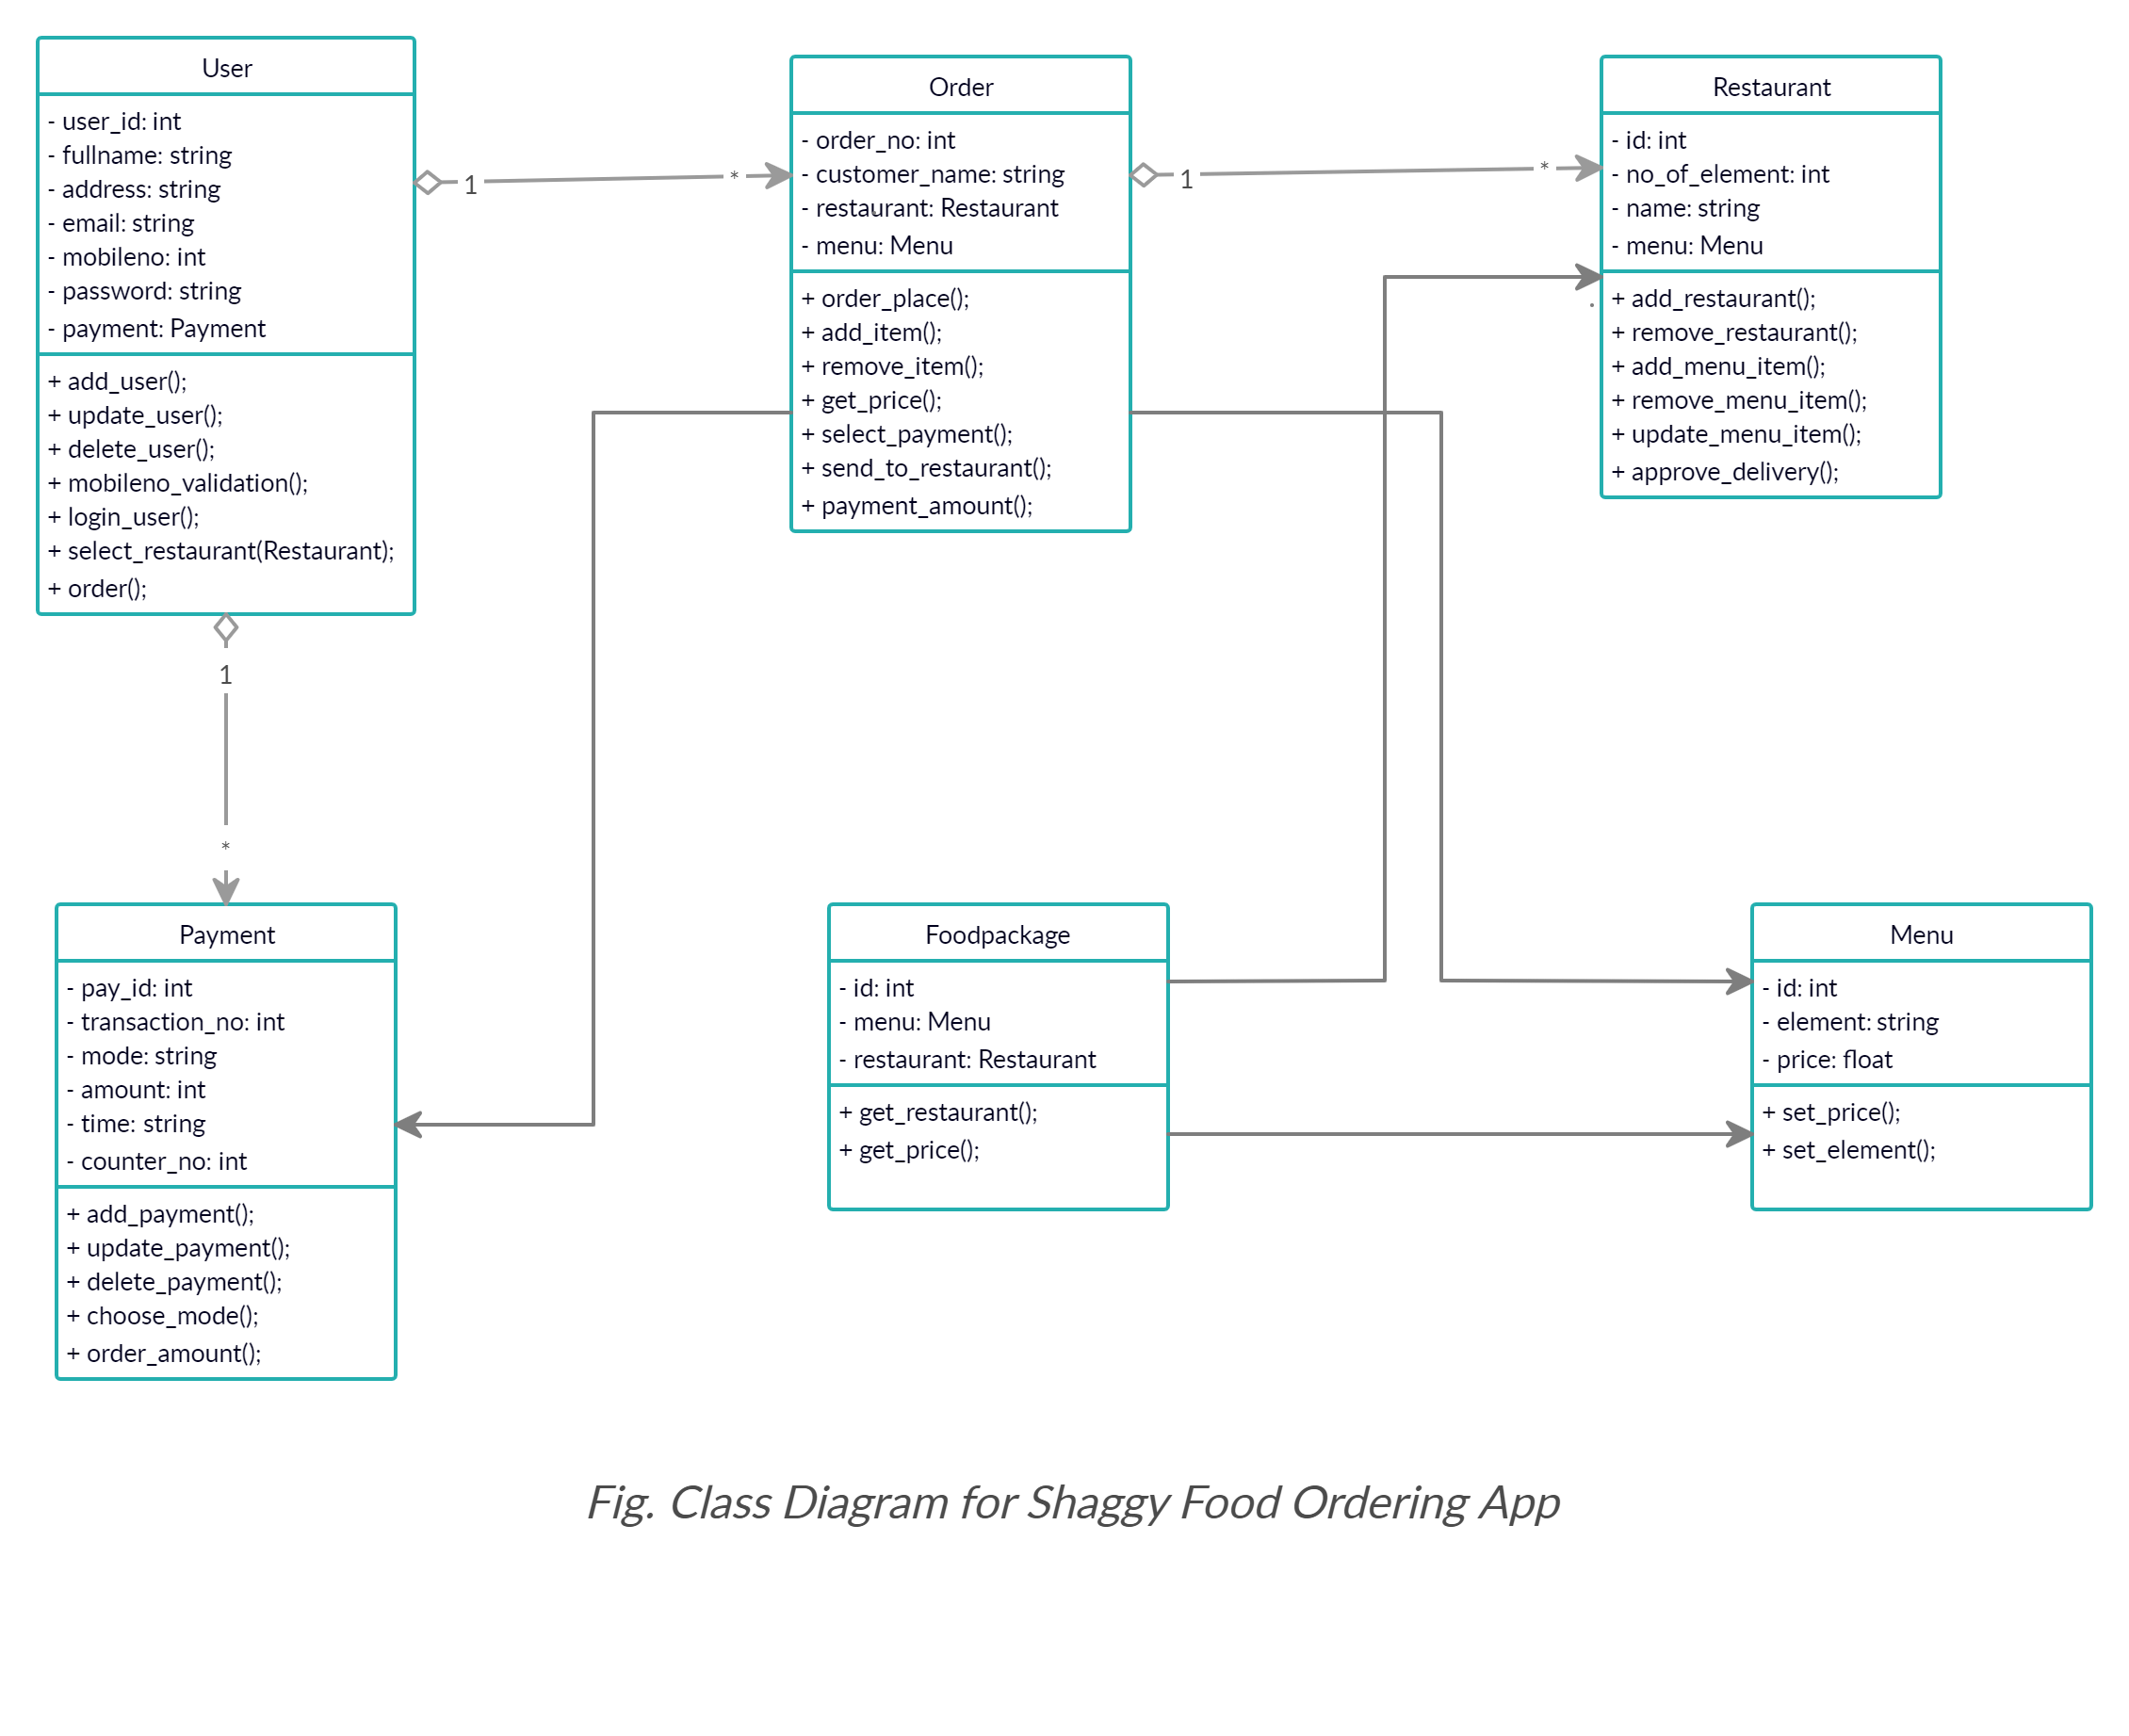 User
- user_id: int
- fullname: string
- address: string
- email: string
- mobileno: int
- password: string
- payment: Payment
+ add_user();
+ update_user();
+ delete_user();
+ mobileno_validation();
+ login_user();
+ select_restaurant(Restaurant);
+ order();
1
*
Order
- order_no: int
- customer_name: string
- restaurant: Restaurant
- menu: Menu
+ order_place();
+ add_item();
+ remove_item();
+ get_price();
+ select_payment();
+ send_to_restaurant();
+ payment_amount();
1
*
Restaurant
- id: int
- no_of_element: int
- name: string
- menu: Menu
+ add_restaurant();
+ remove_restaurant();
+ add_menu_item();
+ remove_menu_item();
+ update_menu_item();
+ approve_delivery();
1
*
Payment
- pay_id: int
- transaction_no: int
- mode: string
- amount: int
- time: string
- counter_no: int
+ add_payment();
+ update_payment();
+ delete_payment();
+ choose_mode();
+ order_amount();
Foodpackage
- id: int
- menu: Menu
- restaurant: Restaurant
+ get_restaurant();
+ get_price();
Menu
- id: int
- element: string
- price: float
+ set_price();
+ set_element();
Fig. Class Diagram for Shaggy Food Ordering App